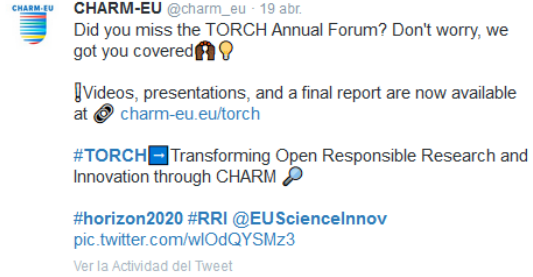 CHARM-EU
CHARM-EU @charm_eu · 19 abr.
Did you miss the TORCH Annual Forum? Don't worry, we
got you covered
Videos, presentations, and a final report are now available
at 🔗 charm-eu.eu/torch
#TORCH➡Transforming Open Responsible Research and
Innovation through CHARM 🔎
#horizon2020 #RRI @EUScienceInnov
pic.twitter.com/wlOdQYSMz3
Ver la Actividad del Tweet